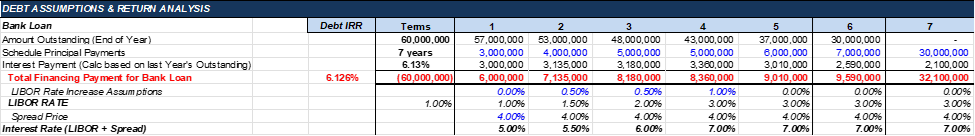 DEBT ASSUMPTIONS & RETURN ANALYSIS
Bank Loan Debt IRR Terms 1 2 3 4 5 6 7
Amount Outstanding (End of Year) 60,000,000 57,000,000 53,000,000 48,000,000 43,000,000 37,000,000 30,000,000 -
Schedule Principal Payments 7 years 3,000,000 4,000,000 5,000,000 5,000,000 6,000,000 7,000,000 30,000,000
Interest Payment (Calc based on last Year's Outstanding) 6.13% 3,000,000 3,135,000 3,180,000 3,360,000 3,010,000 2,590,000 2,100,000
Total Financing Payment for Bank Loan 6.126% (60,000,000) 6,000,000 7,135,000 8,180,000 8,360,000 9,010,000 9,590,000 32,100,000
LIBOR Rate Increase Assumptions 0.00% 0.50% 0.50% 1.00% 0.00% 0.00% 0.00%
LIBOR RATE 1.00% 1.00% 1.50% 2.00% 3.00% 3.00% 3.00% 3.00%
Spread Price 4.00% 4.00% 4.00% 4.00% 4.00% 4.00% 4.00%
Interest Rate (LIBOR + Spread) 5.00% 5.50% 6.00% 7.00% 7.00% 7.00% 7.00%